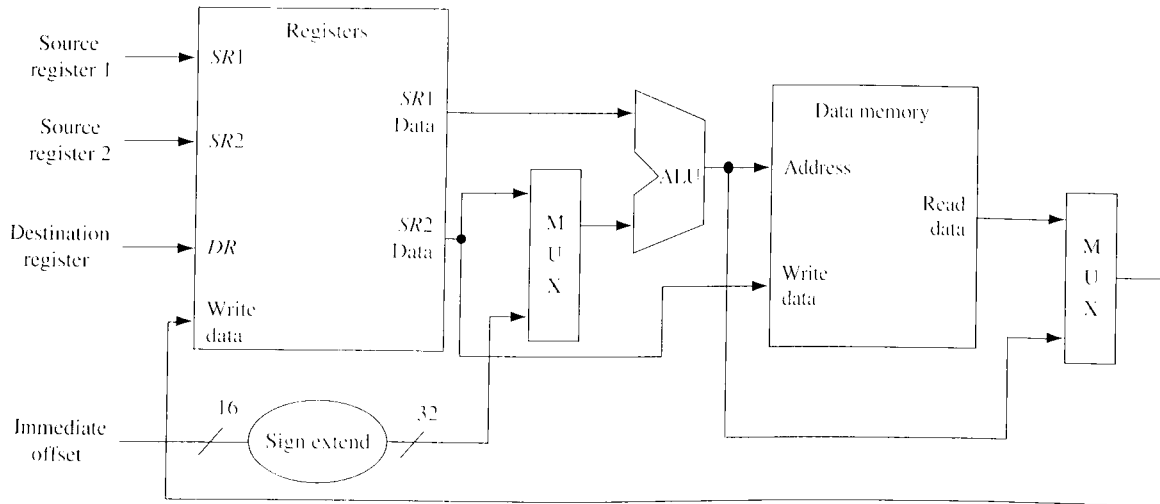 Registers
Source
register 1
SR1
SR1
Data
Data memory
Source
register 2
SR2
Address
ALU
M
U
X
Read
data
M
U
X
SR2
Data
Destination
register
DR
Write
data
Write
data
16
32
Immediate
offset
Sign extend